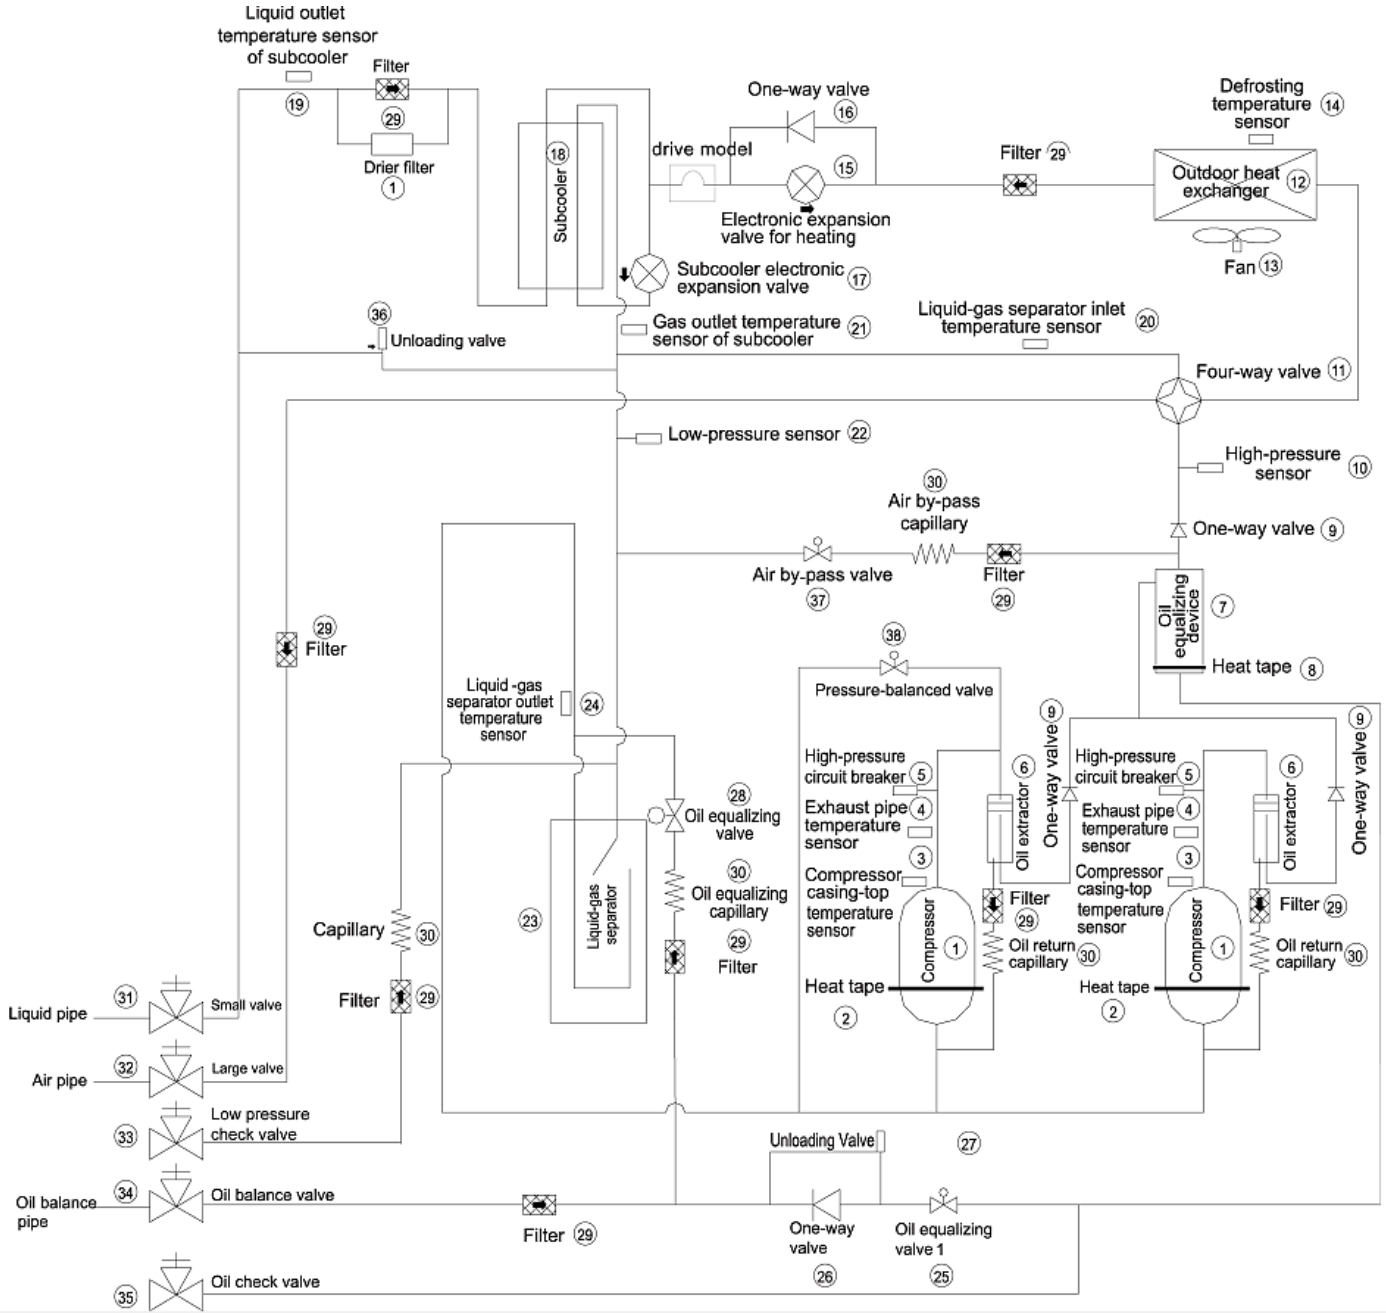 Liquid outlet
temperature sensor
of subcooler
19
Filter
29
Drier filter
1
18
Subcooler
drive model
One-way valve
16
15
Electronic expansion
valve for heating
Filter 29
Defrosting
temperature
sensor
14
Outdoor heat
exchanger
12
Fan 13
Subcooler electronic
expansion valve
17
36
Unloading valve
Gas outlet temperature
sensor of subcooler
21
Liquid-gas separator inlet
temperature sensor
20
Four-way valve 11
Low-pressure sensor 22
High-pressure
sensor
10
30
Air by-pass
capillary
One-way valve 9
Air by-pass valve
37
Filter
29
Oil
equalizing
device
7
Heat tape 8
29
Filter
38
Pressure-balanced valve
Liquid -gas
separator outlet
temperature
sensor
24
High-pressure
circuit breaker
5
Exhaust pipe
temperature
sensor
4
3
Compressor
casing-top
temperature
sensor
6
Oil extractor
9
One-way valve
High-pressure
circuit breaker
5
Exhaust pipe
temperature
sensor
4
3
Compressor
casing-top
temperature
sensor
6
Oil extractor
9
One-way valve
28
Oil equalizing
valve
30
Oil equalizing
capillary
29
Filter
23
Liquid-gas
separator
Capillary
30
Filter 29
Compressor
1
Filter
29
Oil return
capillary
30
Heat tape
2
Compressor
1
Filter 29
Oil return
capillary
30
Heat tape
2
31
Liquid pipe
Small valve
32
Air pipe
Large valve
33
Low pressure
check valve
34
Oil balance
pipe
Oil balance valve
Filter 29
Unloading Valve
27
One-way
valve
26
Oil equalizing
valve 1
25
35
Oil check valve